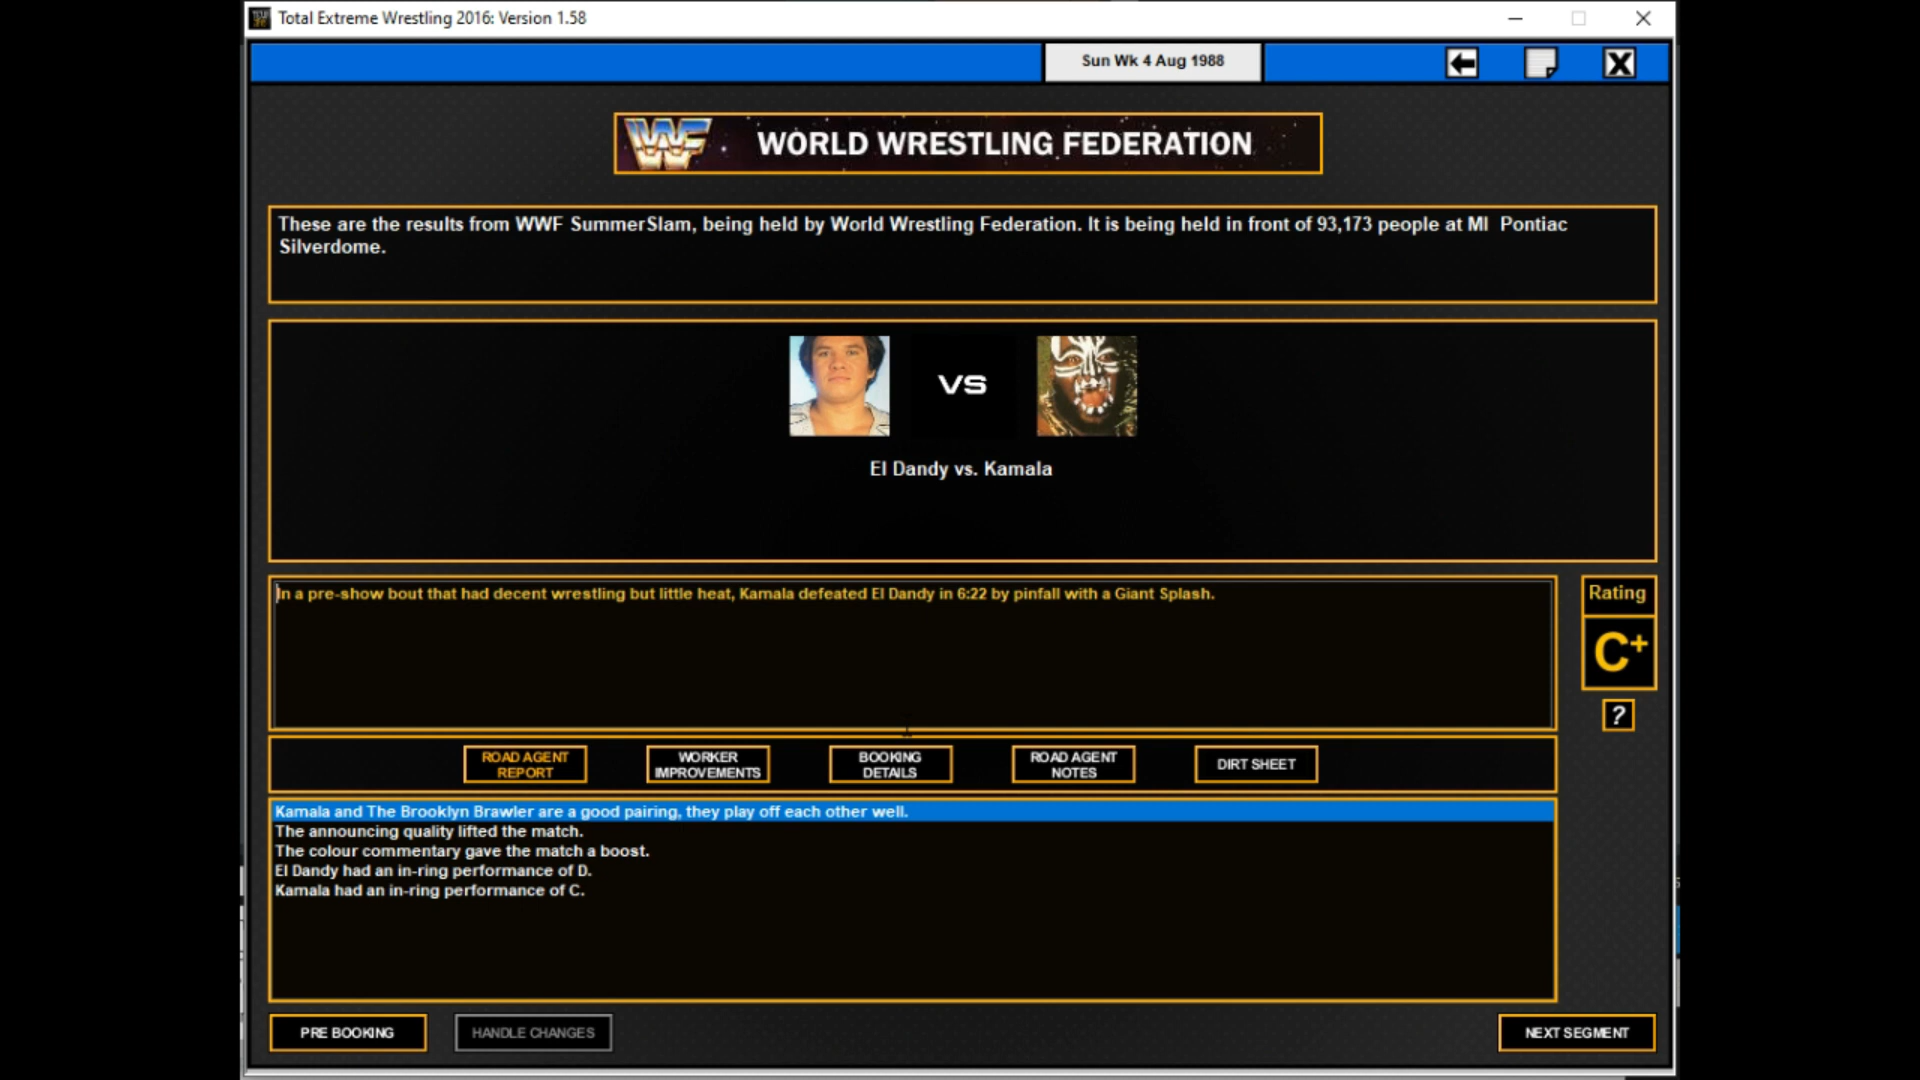 Total Extreme Wrestling 2016: Version 1.58
Sun Wk 4 Aug 1988
WORLD WRESTLING FEDERATION
These are the results from WWF SummerSlam, being held by World Wrestling Federation. It is being held in front of 93,173 people at MI Pontiac
Silverdome.
VS
El Dandy vs. Kamala
In a pre-show bout that had decent wrestling but little heat, Kamala defeated El Dandy in 6:22 by pinfall with a Giant Splash.
Rating
C+
?
ROAD AGENT
REPORT
WORKER
IMPROVEMENTS
BOOKING
DETAILS
ROAD AGENT
NOTES
DIRT SHEET
Kamala and The Brooklyn Brawler are a good pairing, they play off each other well.
The announcing quality lifted the match.
The colour commentary gave the match a boost.
El Dandy had an in-ring performance of D.
Kamala had an in-ring performance of C.
PRE BOOKING
HANDLE CHANGES
NEXT SEGMENT